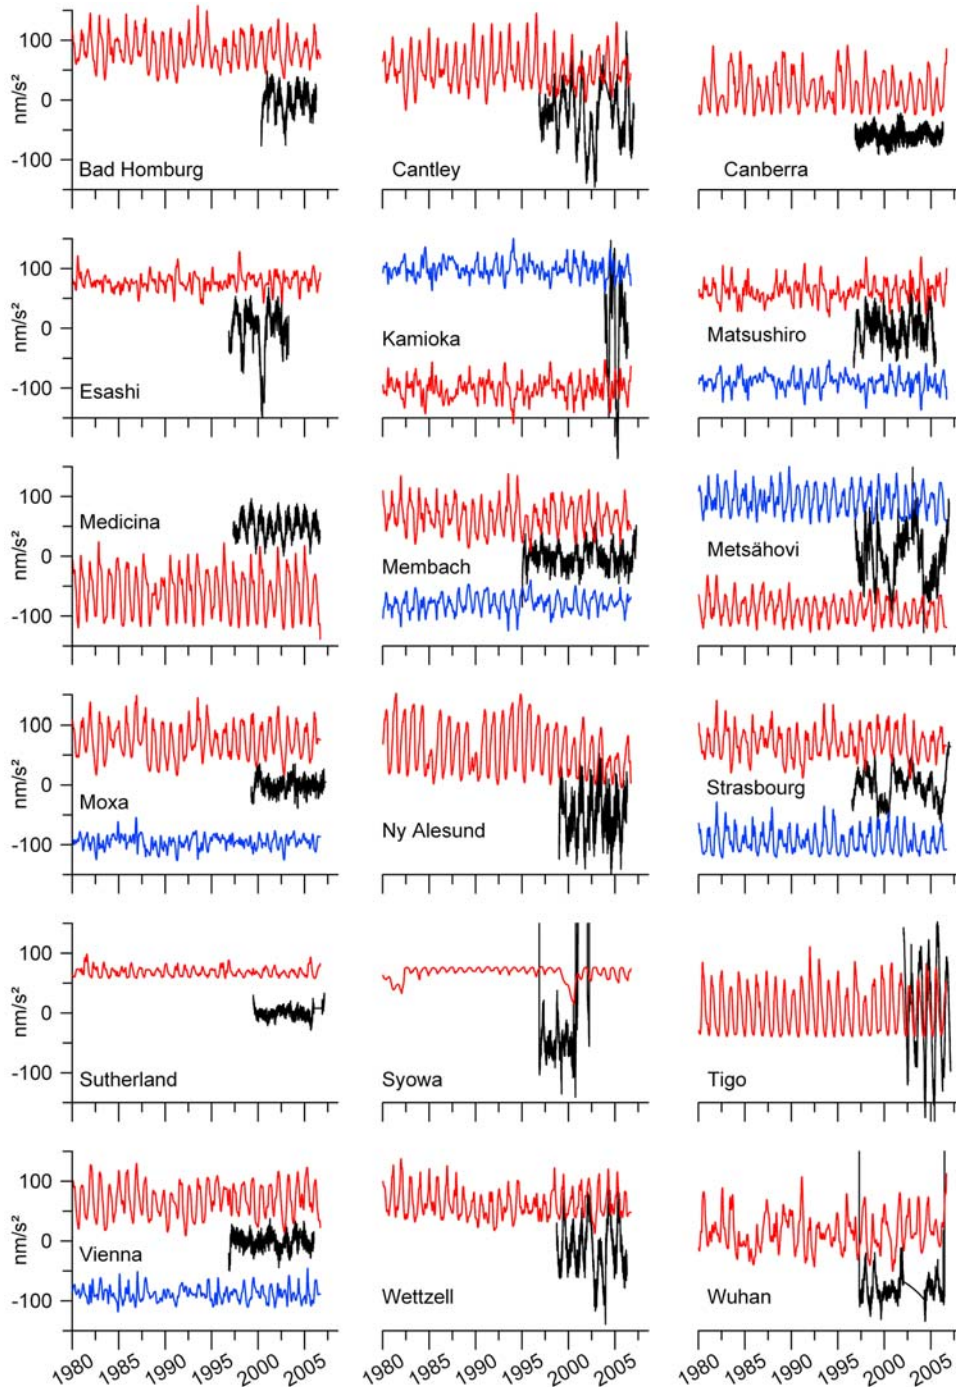 100
0
-100
nm/s²
Bad Homburg
Cantley
Canberra
100
0
-100
nm/s²
Esashi
Kamioka
Matsushiro
100
0
-100
nm/s²
Medicina
Membach
Metsähovi
100
0
-100
nm/s²
Moxa
Ny Alesund
Strasbourg
100
0
-100
nm/s²
Sutherland
Syowa
Tigo
100
0
-100
nm/s²
Vienna
Wettzell
Wuhan
1980 1985 1990 1995 2000 2005
1980 1985 1990 1995 2000 2005
1980 1985 1990 1995 2000 2005